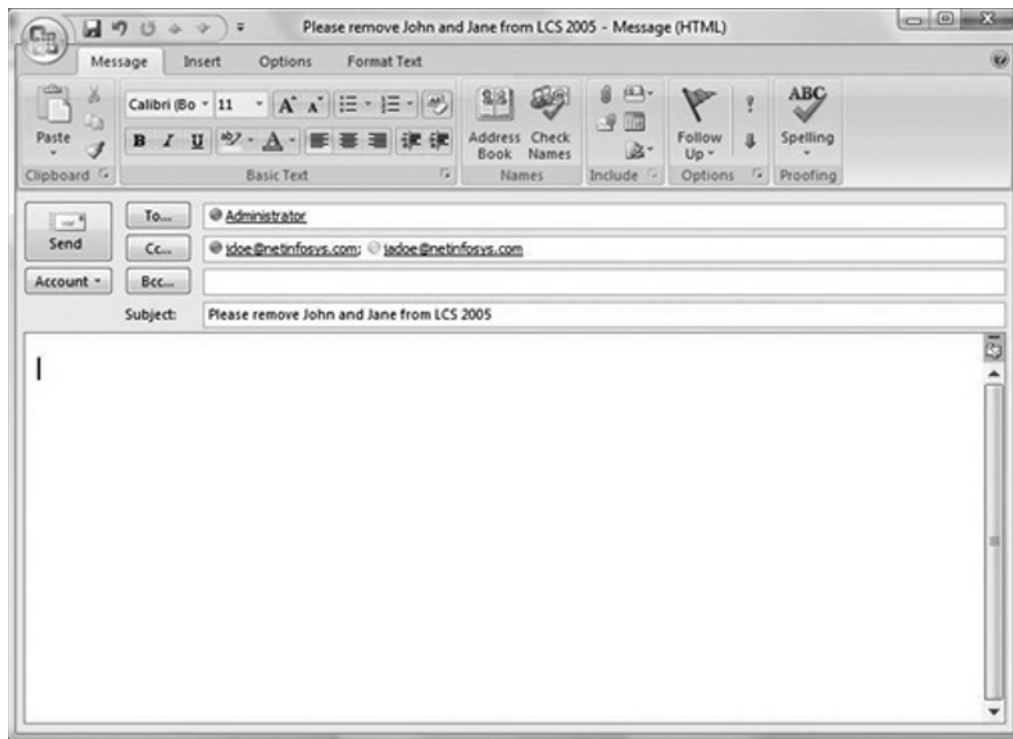 Please remove John and Jane from LCS 2005 - Message (HTML)
Message Insert Options Format Text
Calibri (Bo 11 A A ABC
Paste B I U ab A Address Book Check Names Follow Up Spelling
Clipboard Basic Text Names Include Options Proofing
Send To... Administrator
Cc... jdoe@netinfosys.com; jadoe@netinfosys.com
Account Bcc...
Subject: Please remove John and Jane from LCS 2005